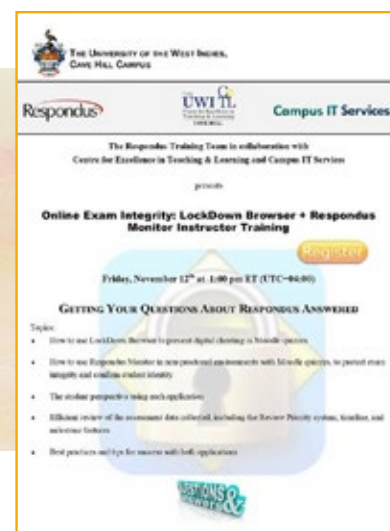 THE UNIVERSITY OF THE WEST INDIES,
CAVE HILL CAMPUS
Respondus
UWI TL
Campus IT Services
The Respondus Training Team in collaboration with
Centre for Excellence in Teaching & Learning and Campus IT Services
presents
Online Exam Integrity: LockDown Browser + Respondus
Monitor Instructor Training
Register
Friday, November 12th at 1:00 pm ET (UTC-04:00)
GETTING YOUR QUESTIONS ABOUT RESPONDUS ANSWERED
Topics:
• How to use LockDown Browser to prevent digital cheating in Moodle quizzes
• How to use Respondus Monitor in non-proctored environments with Moodle quizzes, to protect exam
integrity and confirm student identity
• The student perspective using each application
• Efficient review of the assessment data collected, including the Review Priority system, timeline, and
milestone features
• Best practices and tips for success with both applications
QUESTIONS &
answers